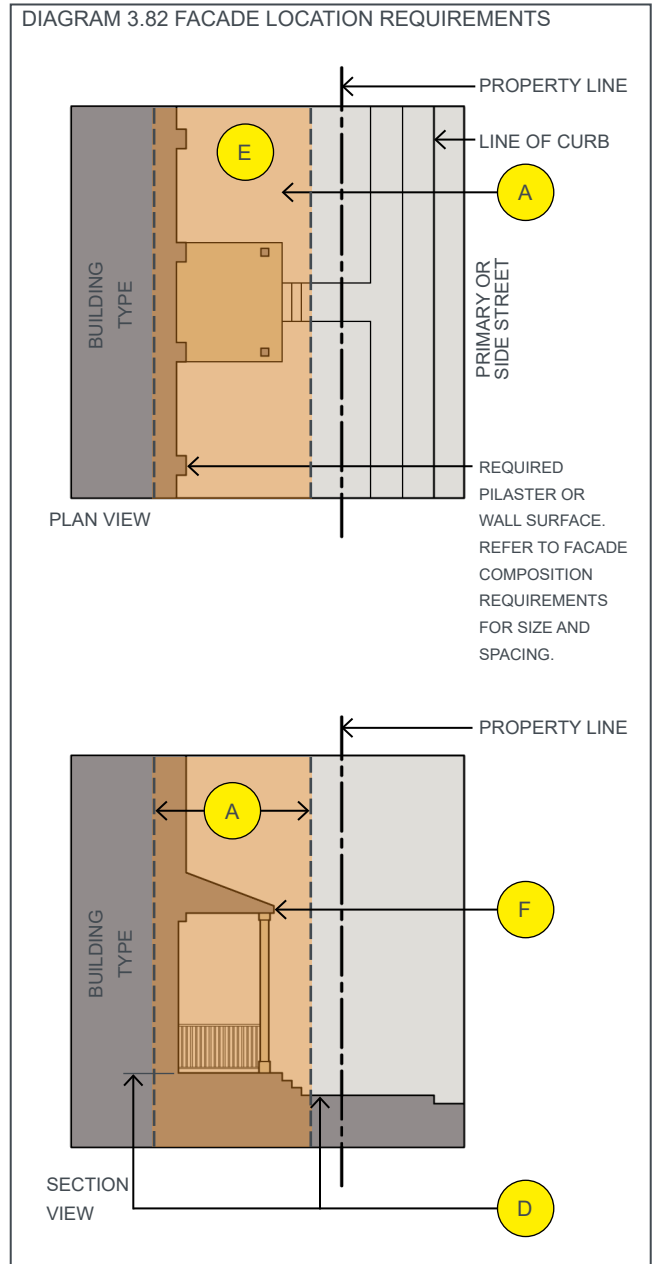 DIAGRAM 3.82 FACADE LOCATION REQUIREMENTS
PROPERTY LINE
LINE OF CURB
E
A
BUILDING
TYPE
PRIMARY OR
SIDE STREET
REQUIRED
PILASTER OR
WALL SURFACE.
REFER TO FACADE
COMPOSITION
REQUIREMENTS
FOR SIZE AND
SPACING.
PLAN VIEW
PROPERTY LINE
A
F
BUILDING
TYPE
SECTION
VIEW
D